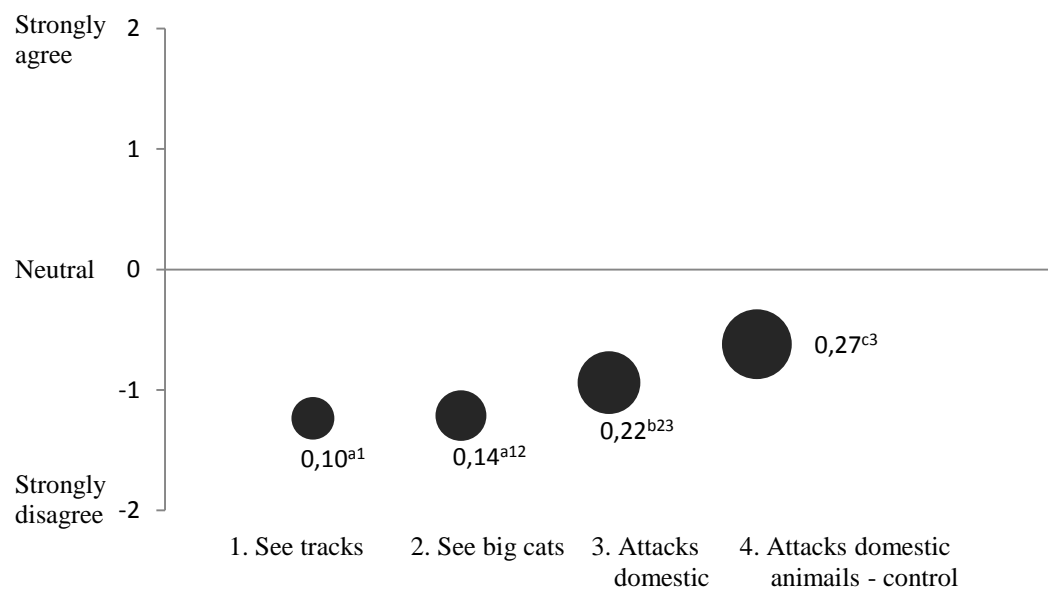 Strongly
agree
2
1
Neutral
0
-1
Strongly
disagree
-2
0,10ᵃ¹
0,14ᵃ¹²
0,22ᵇ²³
0,27ᶜ³
1. See tracks
2. See big cats
3. Attacks
domestic
4. Attacks domestic
animails - control